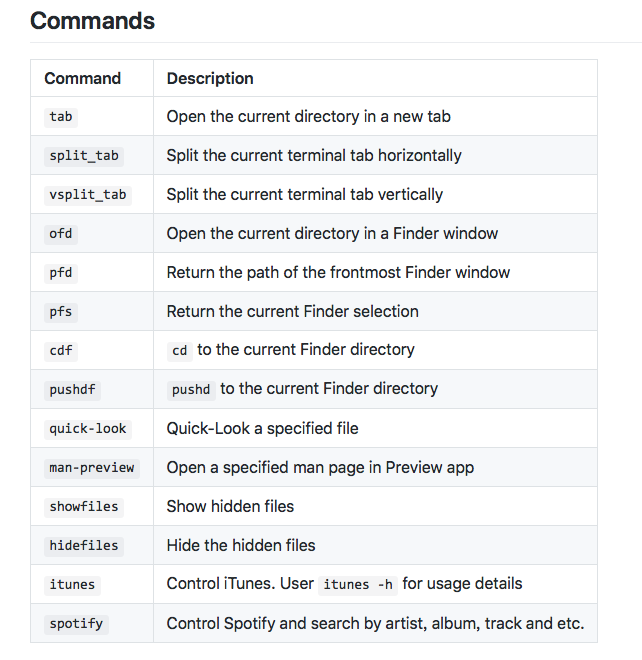 Commands
Command Description
tab Open the current directory in a new tab
split_tab Split the current terminal tab horizontally
vsplit_tab Split the current terminal tab vertically
ofd Open the current directory in a Finder window
pfd Return the path of the frontmost Finder window
pfs Return the current Finder selection
cdf cd to the current Finder directory
pushdf pushd to the current Finder directory
quick-look Quick-Look a specified file
man-preview Open a specified man page in Preview app
showfiles Show hidden files
hidefiles Hide the hidden files
itunes Control iTunes. User itunes -h for usage details
spotify Control Spotify and search by artist, album, track and etc.